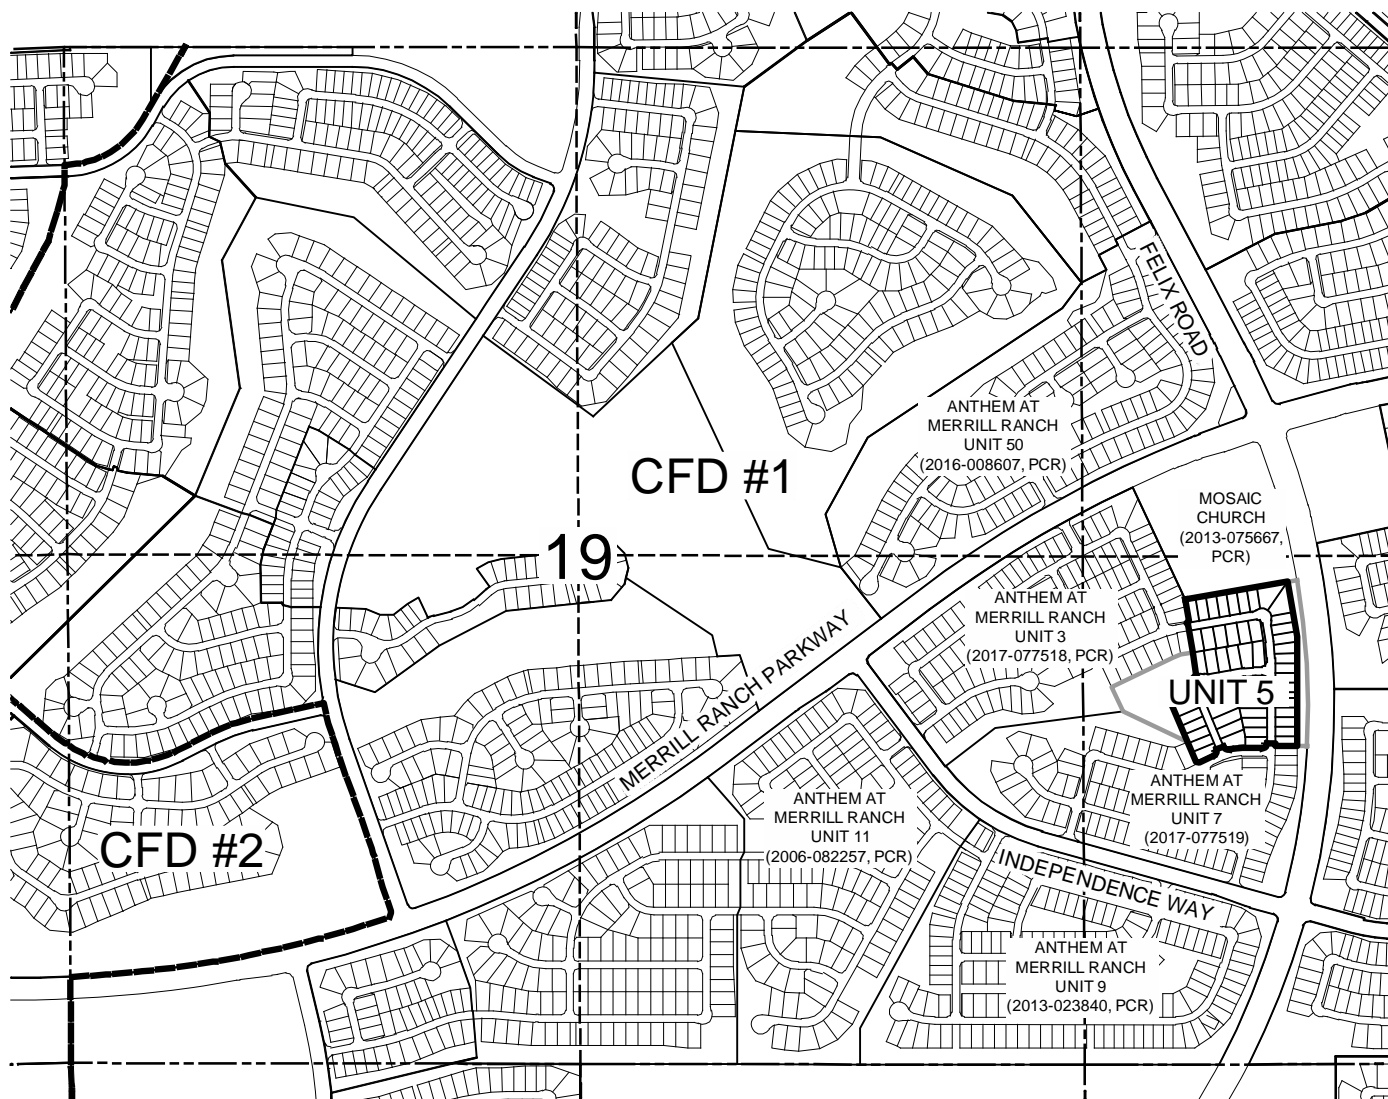 FELIX ROAD
ANTHEM AT
MERRILL RANCH
UNIT 50
(2016-008607, PCR)
CFD #1
MOSAIC
CHURCH
(2013-075667,
PCR)
19
ANTHEM AT
MERRILL RANCH
UNIT 3
(2017-077518, PCR)
MERRILL RANCH PARKWAY
UNIT 5
ANTHEM AT
MERRILL RANCH
UNIT 7
(2017-077519)
ANTHEM AT
MERRILL RANCH
UNIT 11
(2006-082257, PCR)
CFD #2
INDEPENDENCE WAY
ANTHEM AT
MERRILL RANCH
UNIT 9
(2013-023840, PCR)